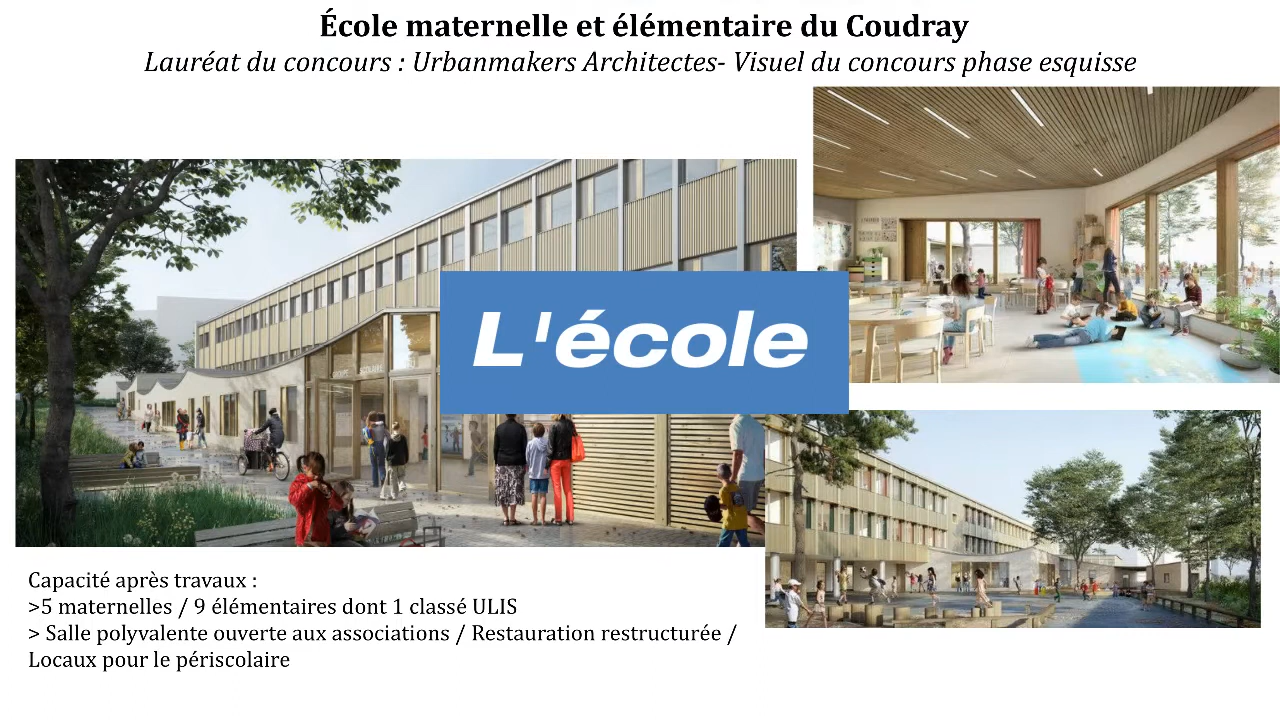 École maternelle et élémentaire du Coudray
Lauréat du concours : Urbanmakers Architectes- Visuel du concours phase esquisse
L'école
GROUPE SCOLAIRE
Capacité après travaux :
>5 maternelles / 9 élémentaires dont 1 classé ULIS
> Salle polyvalente ouverte aux associations / Restauration restructurée /
Locaux pour le périscolaire